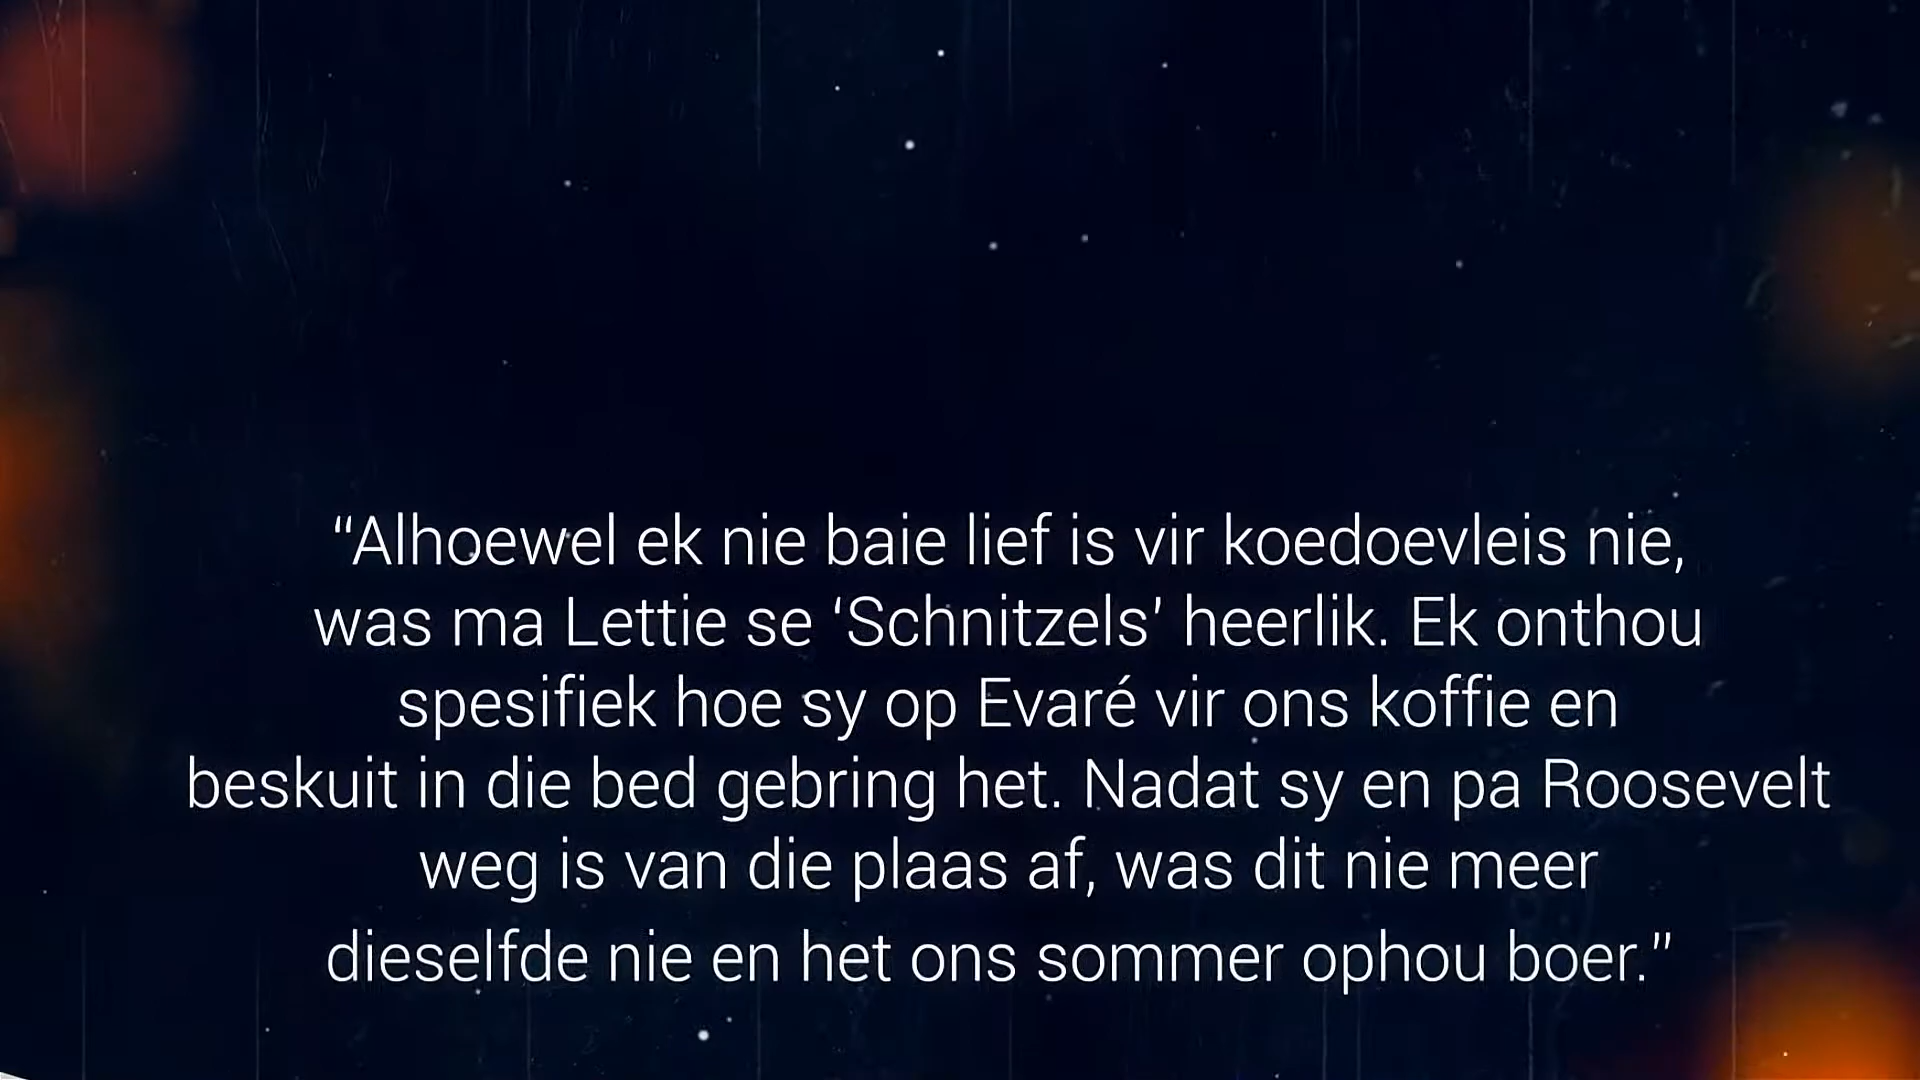 “Alhoewel ek nie baie lief is vir koedoevleis nie,
was ma Lettie se ‘Schnitzels’ heerlik. Ek onthou
spesifiek hoe sy op Evaré vir ons koffie en
beskuit in die bed gebring het. Nadat sy en pa Roosevelt
weg is van die plaas af, was dit nie meer
dieselfde nie en het ons sommer ophou boer.”